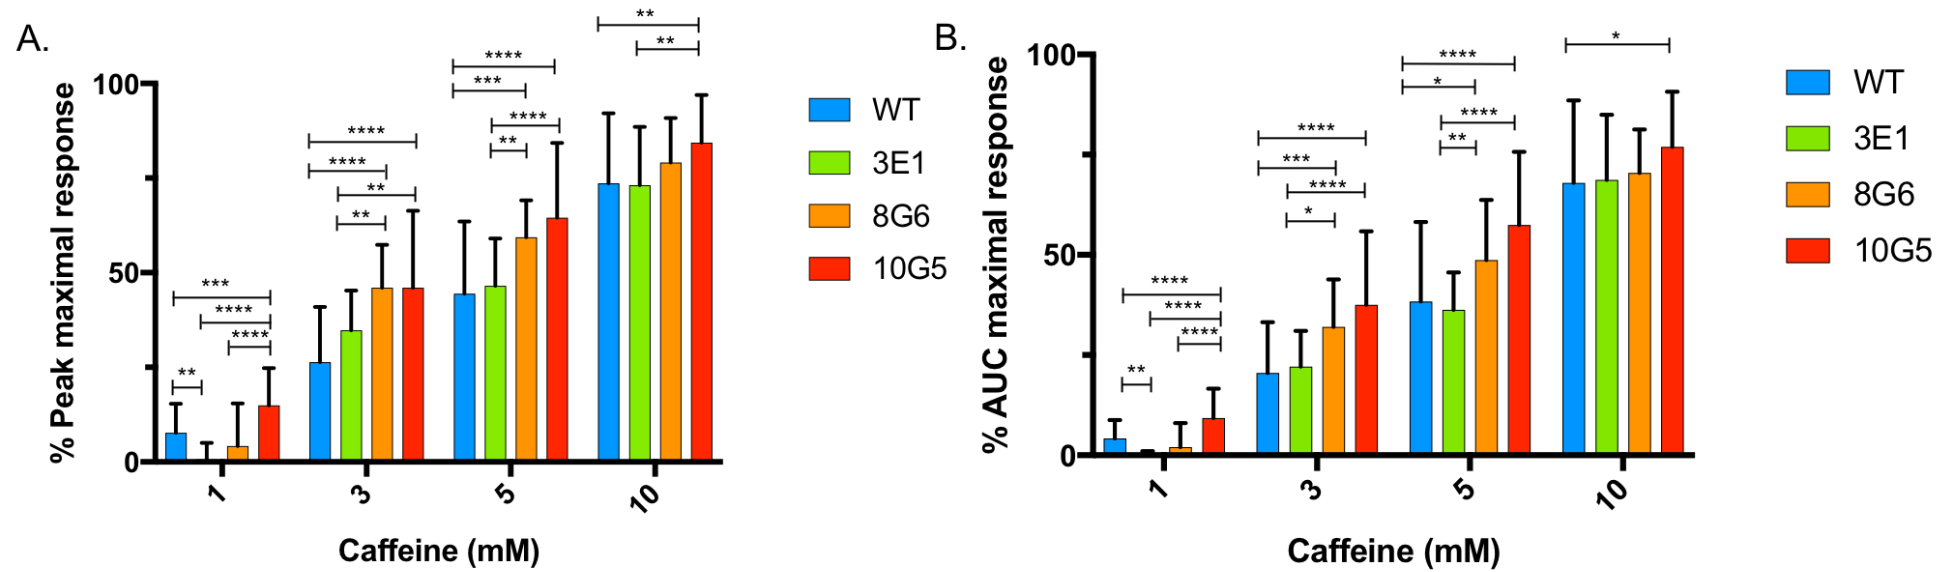 A.
% Peak maximal response
100
50
0
***
****
****
**
****
****
**
**
****
***
****
**
**
**
1
3
5
10
Caffeine (mM)
WT
3E1
8G6
10G5
B.
% AUC maximal response
100
50
0
****
****
****
**
****
***
****
*
****
*
****
**
*
1
3
5
10
Caffeine (mM)
WT
3E1
8G6
10G5